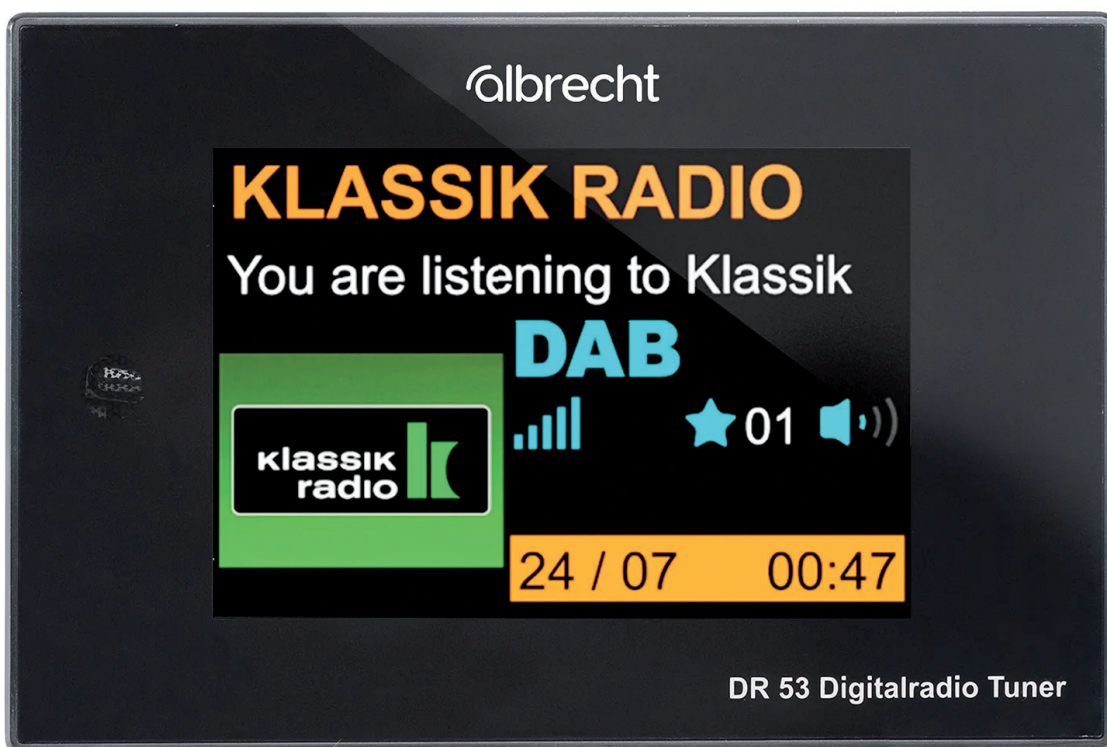 albrecht
KLASSIK RADIO
You are listening to Klassik
DAB
01
Klassik
radio
24 / 07 00:47
DR 53 Digitalradio Tuner